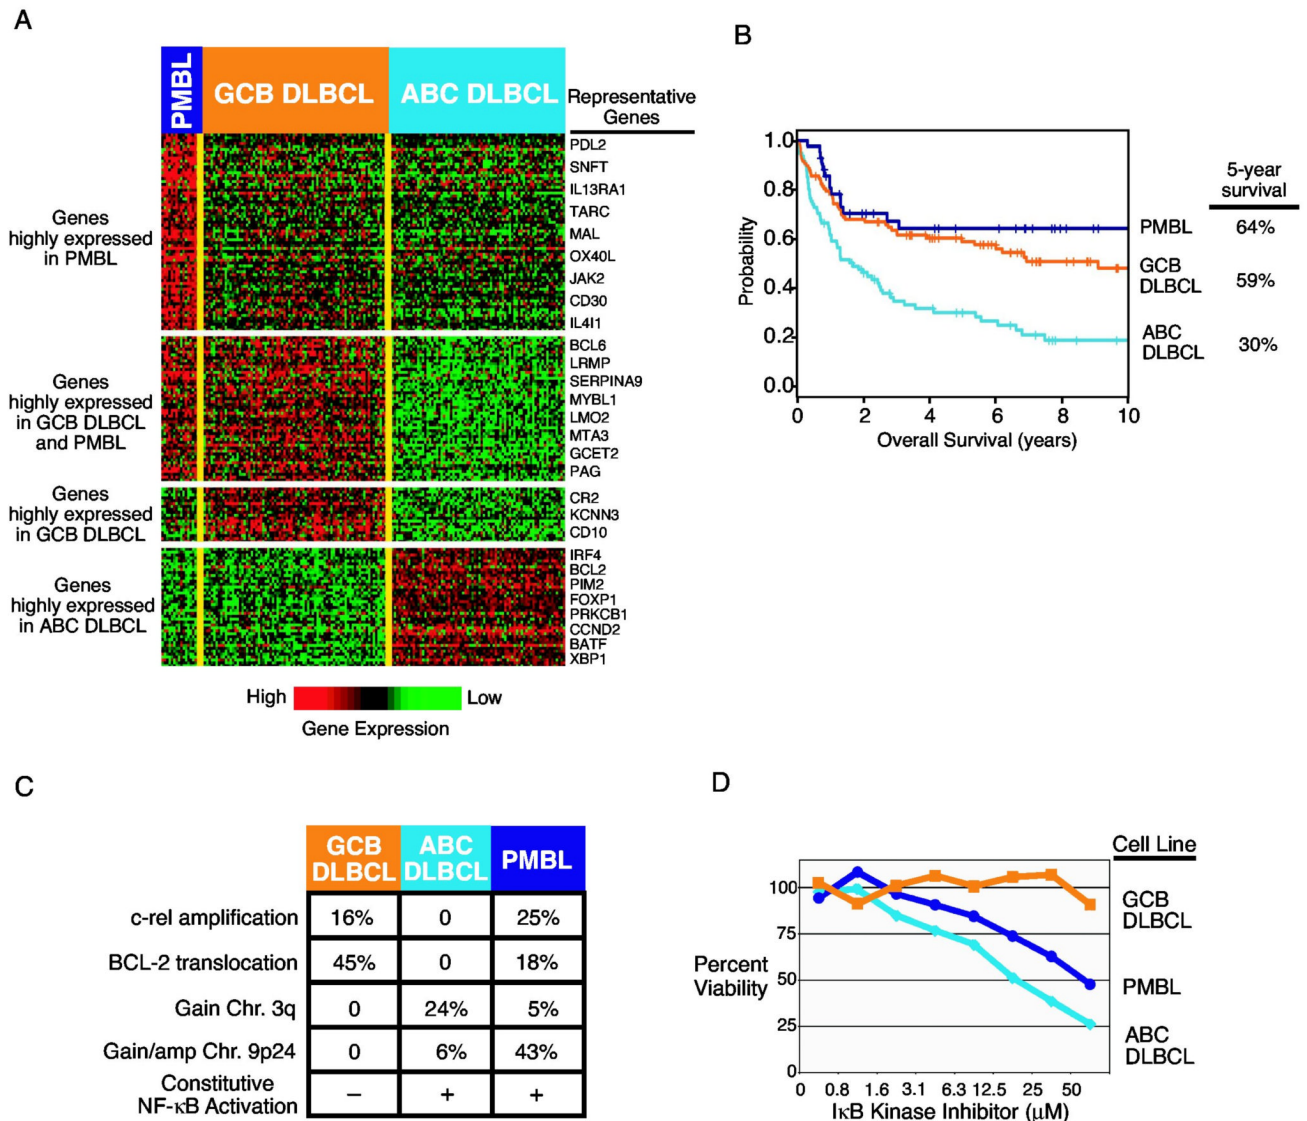 A
PMBL
GCB DLBCL
ABC DLBCL
Representative
Genes
Genes
highly expressed
in PMBL
PDL2
SNFT
IL13RA1
TARC
MAL
OX40L
JAK2
CD30
IL4I1
Genes
highly expressed
in GCB DLBCL
and PMBL
BCL6
LRMP
SERPINA9
MYBL1
LMO2
MTA3
GCET2
PAG
Genes
highly expressed
in GCB DLBCL
CR2
KCNN3
CD10
Genes
highly expressed
in ABC DLBCL
IRF4
BCL2
PIM2
FOXP1
PRKCB1
CCND2
BATF
XBP1
High
Low
Gene Expression
B
Probability
1.0
0.8
0.6
0.4
0.2
0.0
0 2 4 6 8 10
Overall Survival (years)
5-year
survival
PMBL 64%
GCB
DLBCL 59%
ABC
DLBCL 30%
C
GCB
DLBCL
ABC
DLBCL
PMBL
c-rel amplification 16% 0 25%
BCL-2 translocation 45% 0 18%
Gain Chr. 3q 0 24% 5%
Gain/amp Chr. 9p24 0 6% 43%
Constitutive
NF-κB Activation – + +
D
Cell Line
Percent
Viability
100
75
50
25
0
0 0.8 1.6 3.1 6.3 12.5 25 50
IκB Kinase Inhibitor (μM)
GCB
DLBCL
PMBL
ABC
DLBCL